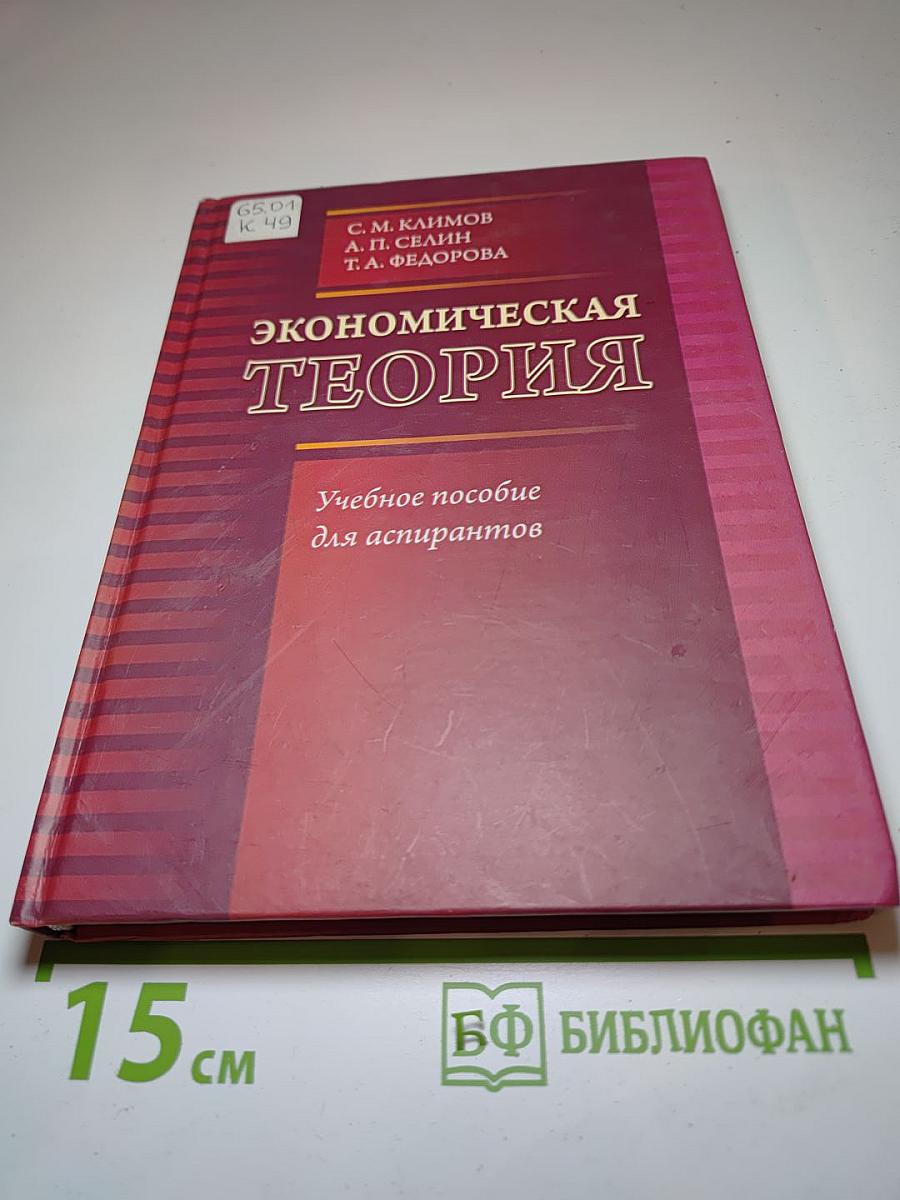 65.01
К 49
С. М. КЛИМОВ
А. П. СЕЛИН
Т. А. ФЕДОРОВА
ЭКОНОМИЧЕСКАЯ
ТЕОРИЯ
Учебное пособие
для аспирантов
15 см
БФ БИБЛИОФАН